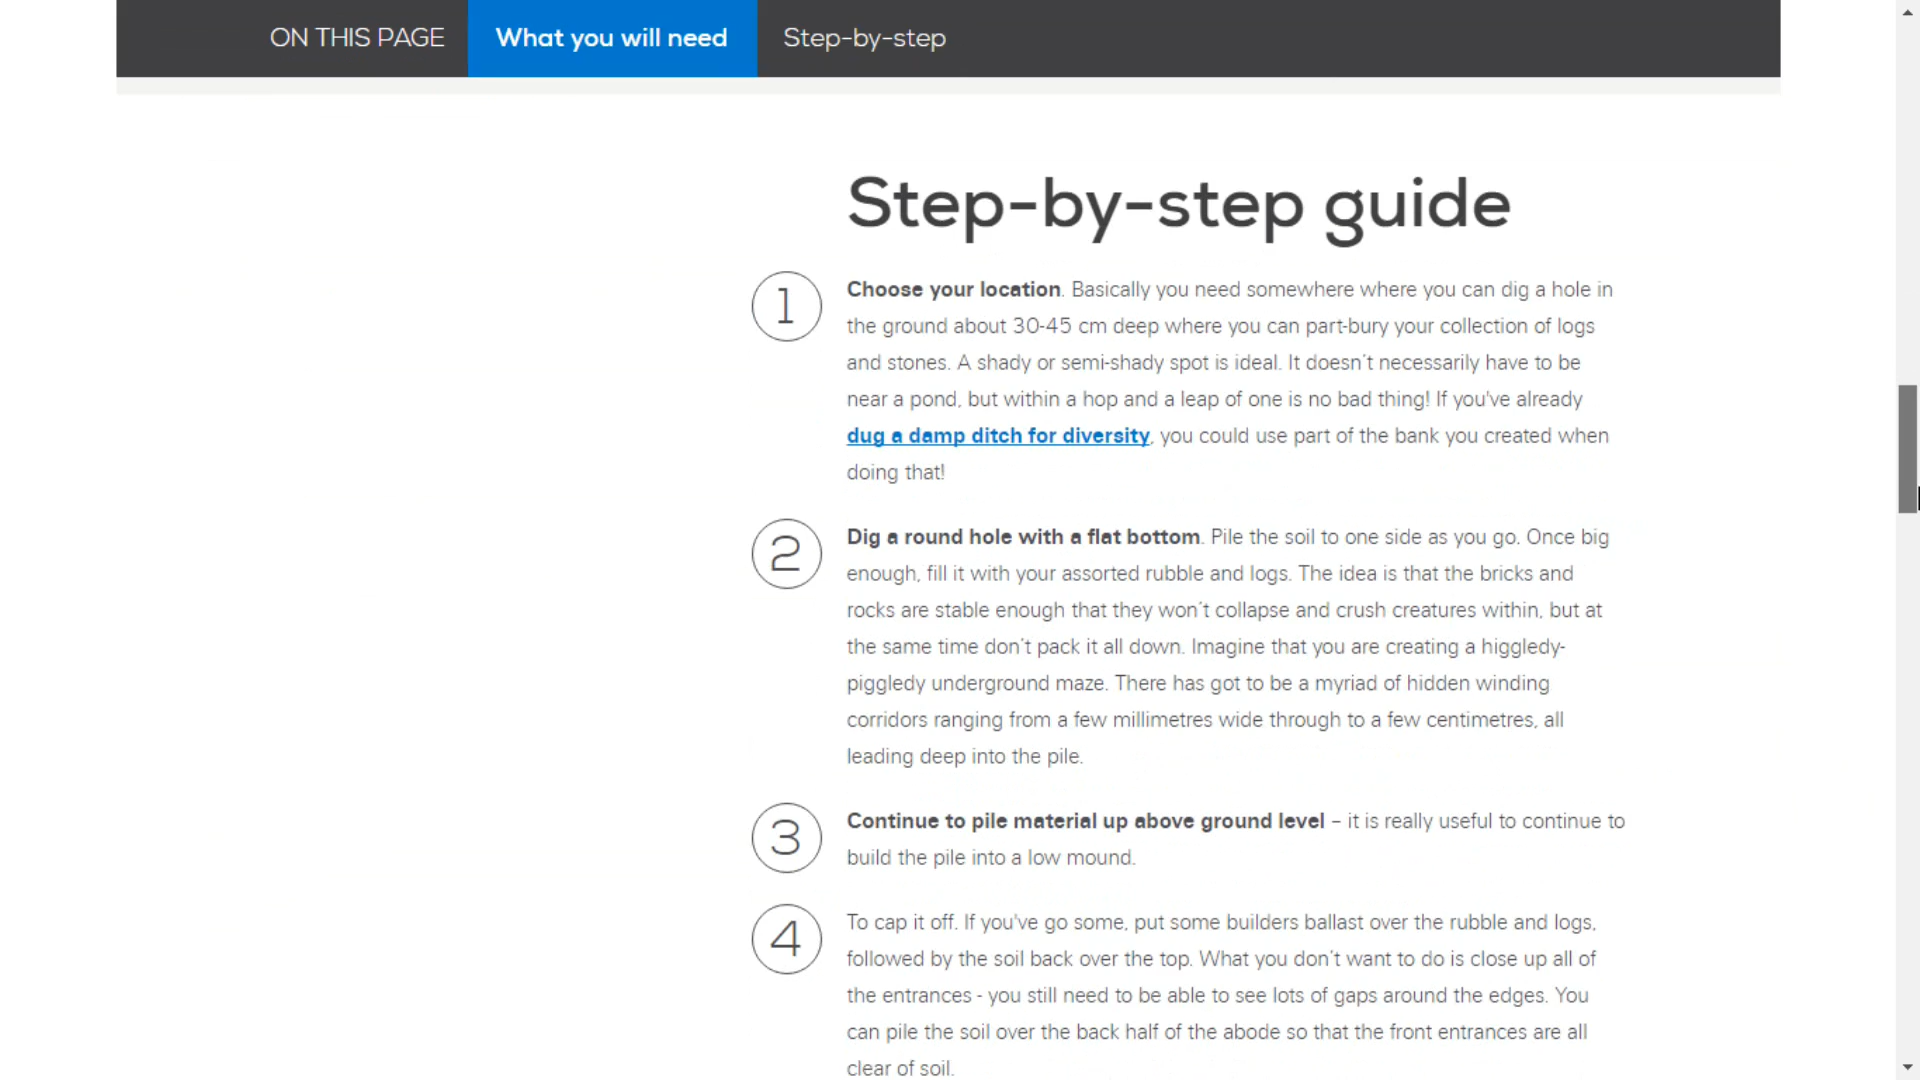 ON THIS PAGE What you will need Step-by-step
Step-by-step guide
1
Choose your location. Basically you need somewhere where you can dig a hole in
the ground about 30-45 cm deep where you can part-bury your collection of logs
and stones. A shady or semi-shady spot is ideal. It doesn't necessarily have to be
near a pond, but within a hop and a leap of one is no bad thing! If you've already
dug a damp ditch for diversity, you could use part of the bank you created when
doing that!
2
Dig a round hole with a flat bottom. Pile the soil to one side as you go. Once big
enough, fill it with your assorted rubble and logs. The idea is that the bricks and
rocks are stable enough that they won't collapse and crush creatures within, but at
the same time don't pack it all down. Imagine that you are creating a higgledy-
piggledy underground maze. There has got to be a myriad of hidden winding
corridors ranging from a few millimetres wide through to a few centimetres, all
leading deep into the pile.
3
Continue to pile material up above ground level – it is really useful to continue to
build the pile into a low mound.
4
To cap it off. If you've go some, put some builders ballast over the rubble and logs,
followed by the soil back over the top. What you don't want to do is close up all of
the entrances - you still need to be able to see lots of gaps around the edges. You
can pile the soil over the back half of the abode so that the front entrances are all
clear of soil.